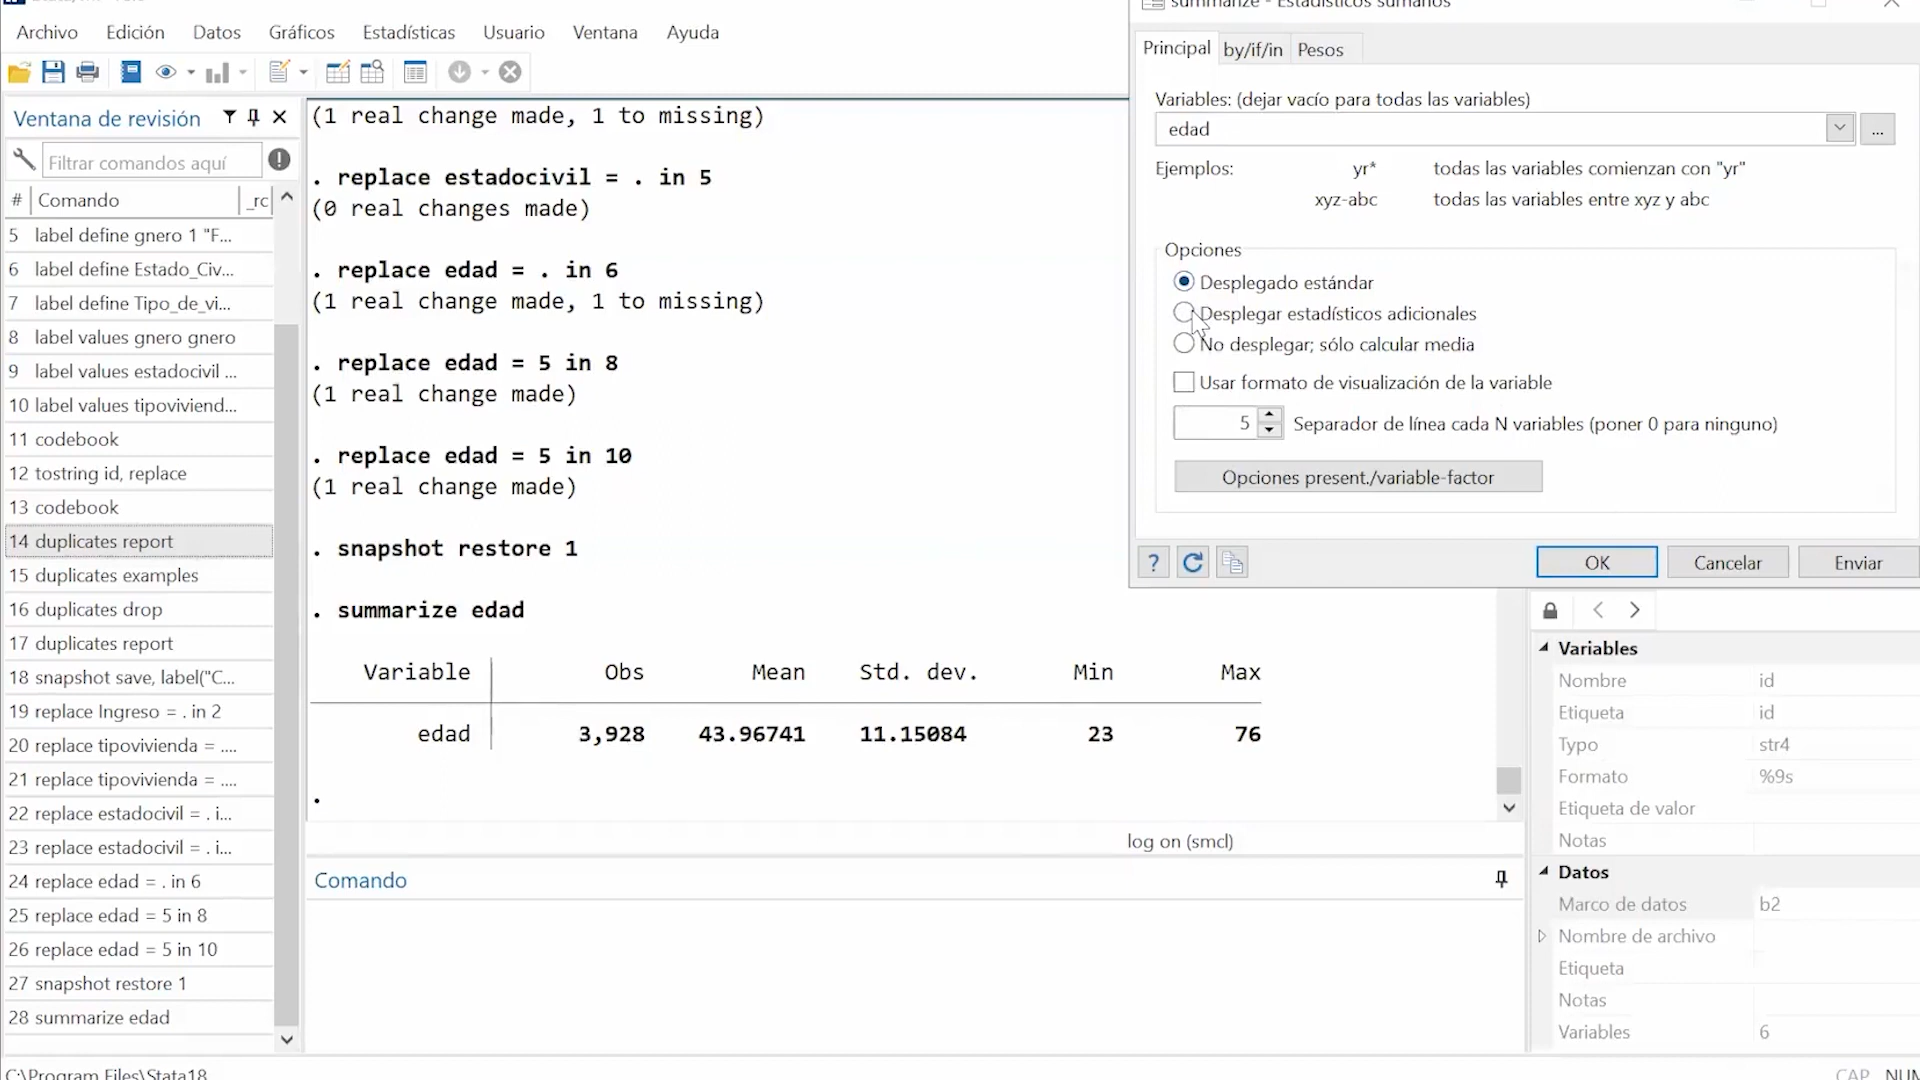 summarize - Estadísticos sumarios
Archivo Edición Datos Gráficos Estadísticas Usuario Ventana Ayuda
Principal by/if/in Pesos
Variables: (dejar vacío para todas las variables)
edad ...
Ejemplos: yr* todas las variables comienzan con "yr"
xyz-abc todas las variables entre xyz y abc
Opciones
Desplegado estándar
Desplegar estadísticos adicionales
No desplegar; sólo calcular media
Usar formato de visualización de la variable
5 Separador de línea cada N variables (poner 0 para ninguno)
Opciones present./variable-factor
? OK Cancelar Enviar
Ventana de revisión
Filtrar comandos aquí
# Comando _rc
5 label define gnero 1 "F...
6 label define Estado_Civ...
7 label define Tipo_de_vi...
8 label values gnero gnero
9 label values estadocivil ...
10 label values tipoviviend...
11 codebook
12 tostring id, replace
13 codebook
14 duplicates report
15 duplicates examples
16 duplicates drop
17 duplicates report
18 snapshot save, label("C...
19 replace Ingreso = . in 2
20 replace tipovivienda = ....
21 replace tipovivienda = ....
22 replace estadocivil = . i...
23 replace estadocivil = . i...
24 replace edad = . in 6
25 replace edad = 5 in 8
26 replace edad = 5 in 10
27 snapshot restore 1
28 summarize edad
(1 real change made, 1 to missing)
. replace estadocivil = . in 5
(0 real changes made)
. replace edad = . in 6
(1 real change made, 1 to missing)
. replace edad = 5 in 8
(1 real change made)
. replace edad = 5 in 10
(1 real change made)
. snapshot restore 1
. summarize edad
Variable Obs Mean Std. dev. Min Max
edad 3,928 43.96741 11.15084 23 76
.
log on (smcl)
Comando
Variables
Nombre id
Etiqueta id
Typo str4
Formato %9s
Etiqueta de valor
Notas
Datos
Marco de datos b2
Nombre de archivo
Etiqueta
Notas
Variables 6
C:\Program Files\Stata18
CAP NUM